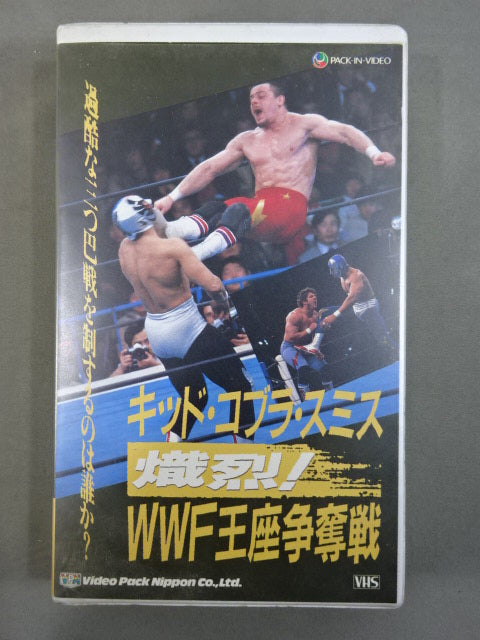 PACK-IN-VIDEO
過酷な三つ巴戦を制するのは誰か?
キッド・コブラ・スミス
熾烈!
WWF王座争奪戦
Video Pack Nippon Co., Ltd.
VHS